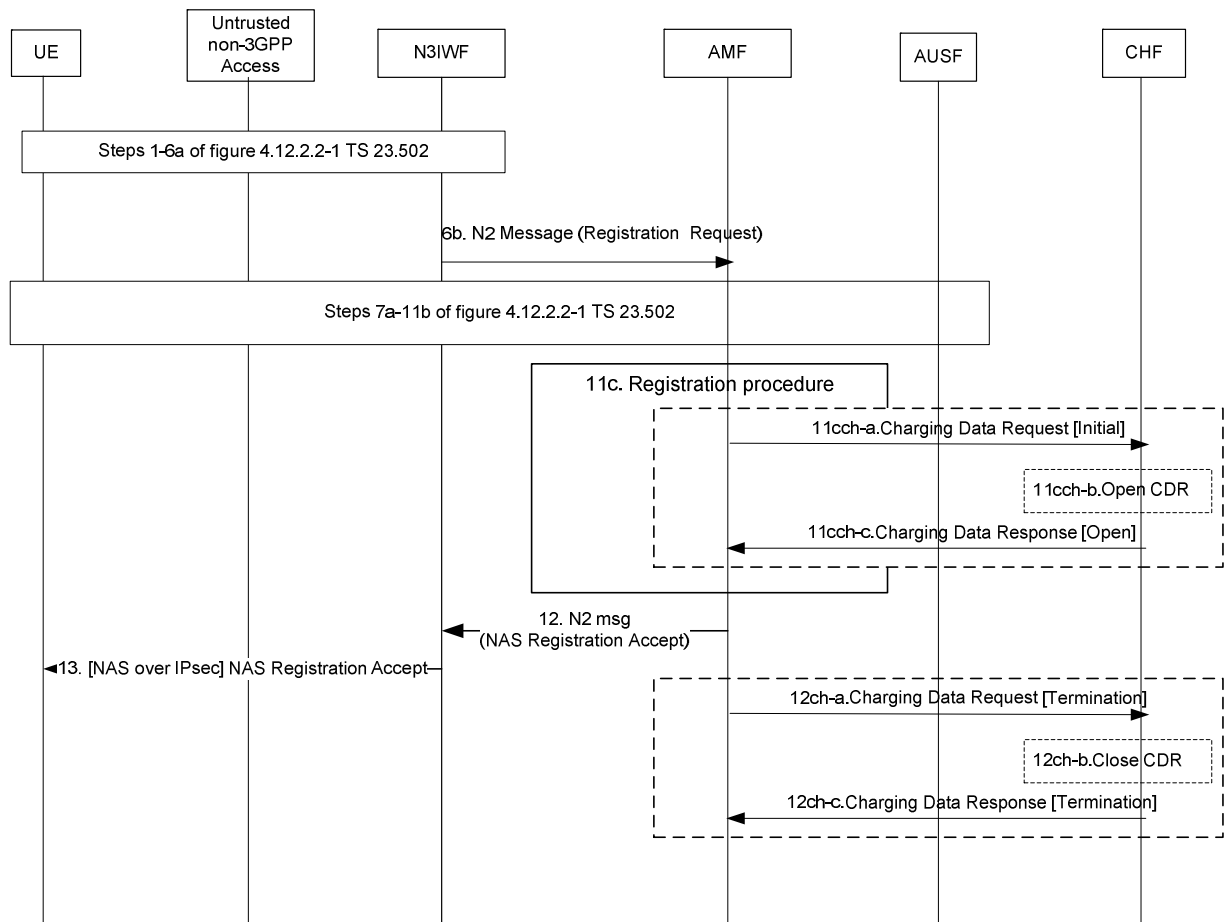 UE
Untrusted
non-3GPP
Access
N3IWF
AMF
AUSF
CHF
Steps 1-6a of figure 4.12.2.2-1 TS 23.502
6b. N2 Message (Registration Request)
Steps 7a-11b of figure 4.12.2.2-1 TS 23.502
11c. Registration procedure
11cch-a.Charging Data Request [Initial]
11cch-b.Open CDR
11cch-c.Charging Data Response [Open]
12. N2 msg
(NAS Registration Accept)
13. [NAS over IPsec] NAS Registration Accept
12ch-a.Charging Data Request [Termination]
12ch-b.Close CDR
12ch-c.Charging Data Response [Termination]